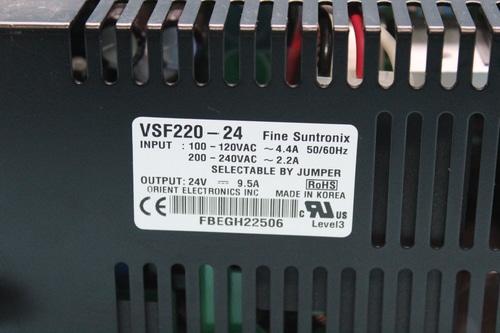 VSF220-24 Fine Suntronix
INPUT : 100-120VAC ~4.4A 50/60Hz
200-240VAC ~2.2A
SELECTABLE BY JUMPER
OUTPUT: 24V ⎓ 9.5A RoHS
ORIENT ELECTRONICS INC MADE IN KOREA
CE c RU US
FBEGH22506 Level3